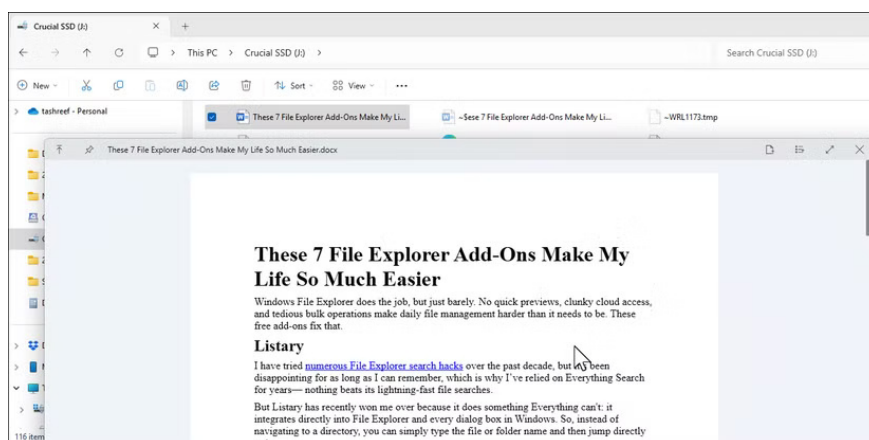 Crucial SSD (J:)
This PC > Crucial SSD (J:) >
Search Crucial SSD (J:)
New
Sort
View
tashreef - Personal
These 7 File Explorer Add-Ons Make My Li...
~$ese 7 File Explorer Add-Ons Make My Li...
~WRL1173.tmp
These 7 File Explorer Add-Ons Make My Life So Much Easier.docx
These 7 File Explorer Add-Ons Make My
Life So Much Easier
Windows File Explorer does the job, but just barely. No quick previews, clunky cloud access,
and tedious bulk operations make daily file management harder than it needs to be. These
free add-ons fix that.
Listary
I have tried numerous File Explorer search hacks over the past decade, but been
disappointing for as long as I can remember, which is why I've relied on Everything Search
for years— nothing beats its lightning-fast file searches.
But Listary has recently won me over because it does something Everything can't: it
integrates directly into File Explorer and every dialog box in Windows. So, instead of
navigating to a directory, you can simply type the file or folder name and then jump directly
116 item